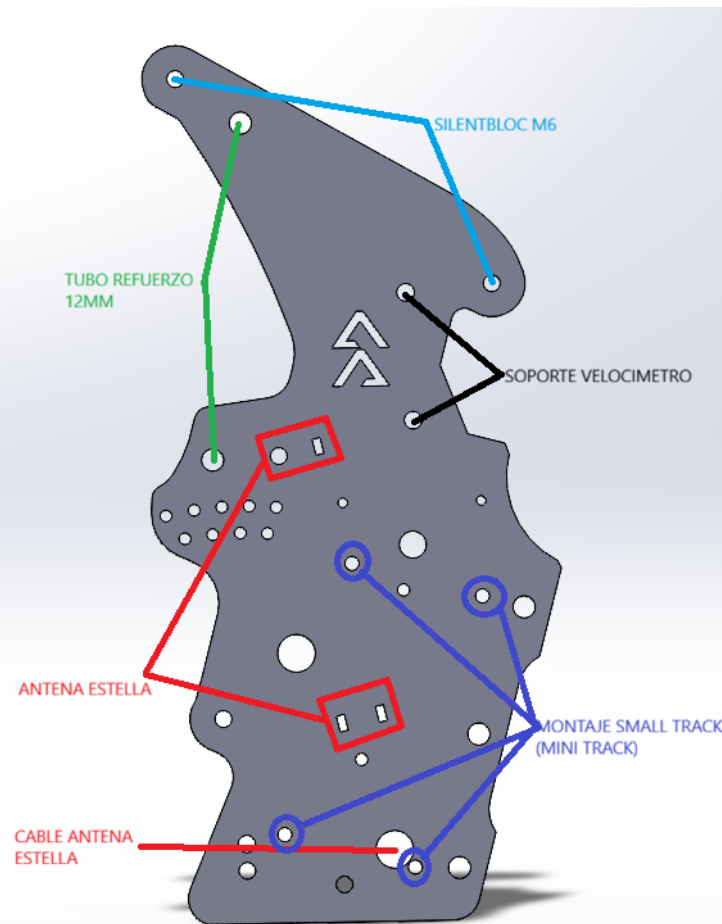 SILENTBLOC M6
TUBO REFUERZO
12MM
SOPORTE VELOCIMETRO
ANTENA ESTELLA
MONTAJE SMALL TRACK
(MINI TRACK)
CABLE ANTENA
ESTELLA